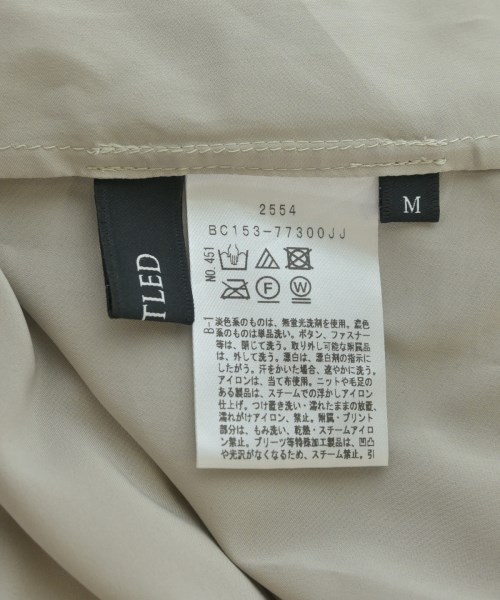 TLED
M
2554
BC153-77300JJ
NO.451
F W
B-1
淡色系のものは、無蛍光洗剤を使用。濃色
系のものは単品洗い。ボタン、ファスナー
等は、閉じて洗う。取り外し可能な附属品
は、外して洗う。漂白は、漂白剤の指示に
したがう。汗をかいた場合、速やかに洗う。
アイロンは、当て布使用。ニットや毛足の
ある製品は、スチームでの浮かしアイロン
仕上げ。つけ置き洗い・濡れたままの放置、
濡れがけアイロン、禁止。附属・プリント
部分は、もみ洗い、乾熱・スチームアイロ
ン禁止。プリーツ等特殊加工製品は、凹凸
や光沢がなくなるため、スチーム禁止。引